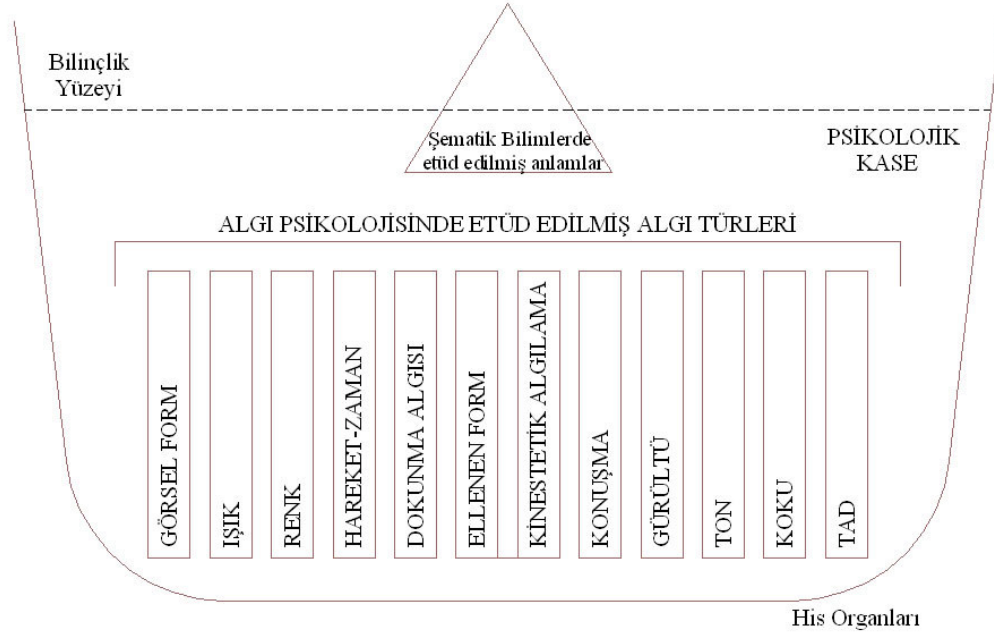 Bilinçlik
Yüzeyi
Şematik Bilimlerde
etüd edilmiş anlamlar
PSİKOLOJİK
KASE
ALGI PSİKOLOJİSİNDE ETÜD EDİLMİŞ ALGI TÜRLERİ
GÖRSEL FORM
IŞIK
RENK
HAREKET-ZAMAN
DOKUNMA ALGISI
ELLENEN FORM
KİNESTETİK ALGILAMA
KONUŞMA
GÜRÜLTÜ
TON
KOKU
TAD
His Organları